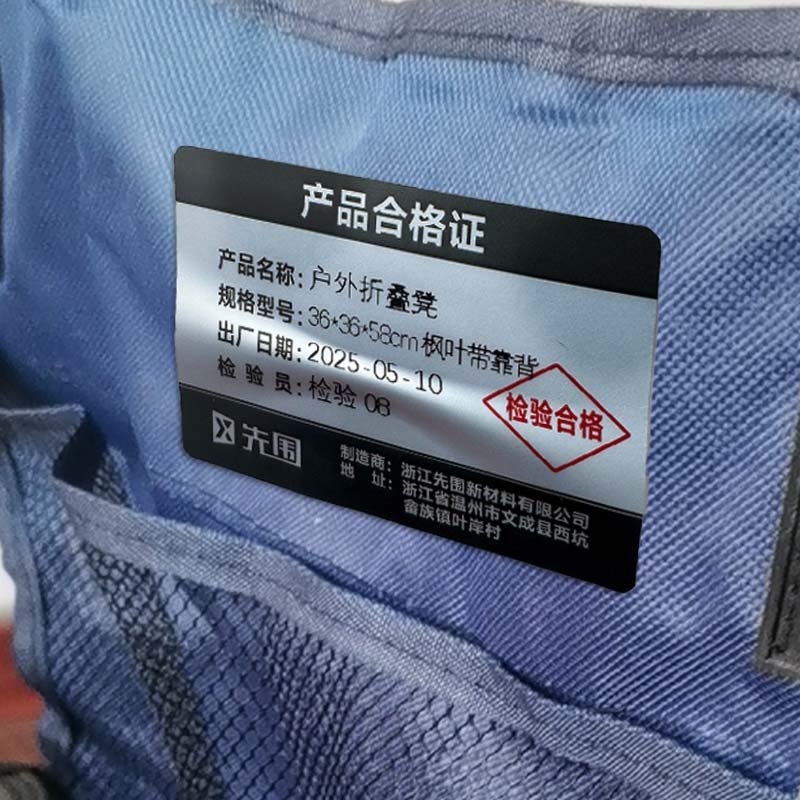 产品合格证
产品名称: 户外折叠凳
规格型号: 36*36*58cm 枫叶带靠背
出厂日期: 2025-05-10
检验员: 检验 08
检验合格
先围
制造商: 浙江先围新材料有限公司
地址: 浙江省温州市文成县西坑
畲族镇叶岸村